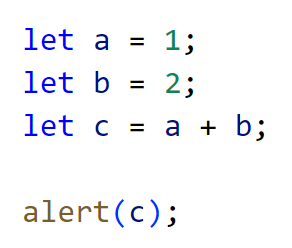 let a = 1;
let b = 2;
let c = a + b;

alert(c);